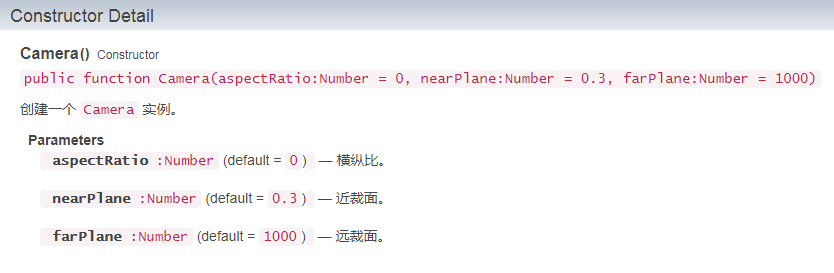 Constructor Detail
Camera() Constructor
public function Camera(aspectRatio:Number = 0, nearPlane:Number = 0.3, farPlane:Number = 1000)
创建一个 Camera 实例。
Parameters
aspectRatio :Number (default = 0 ) — 横纵比。
nearPlane :Number (default = 0.3 ) — 近裁面。
farPlane :Number (default = 1000 ) — 远裁面。